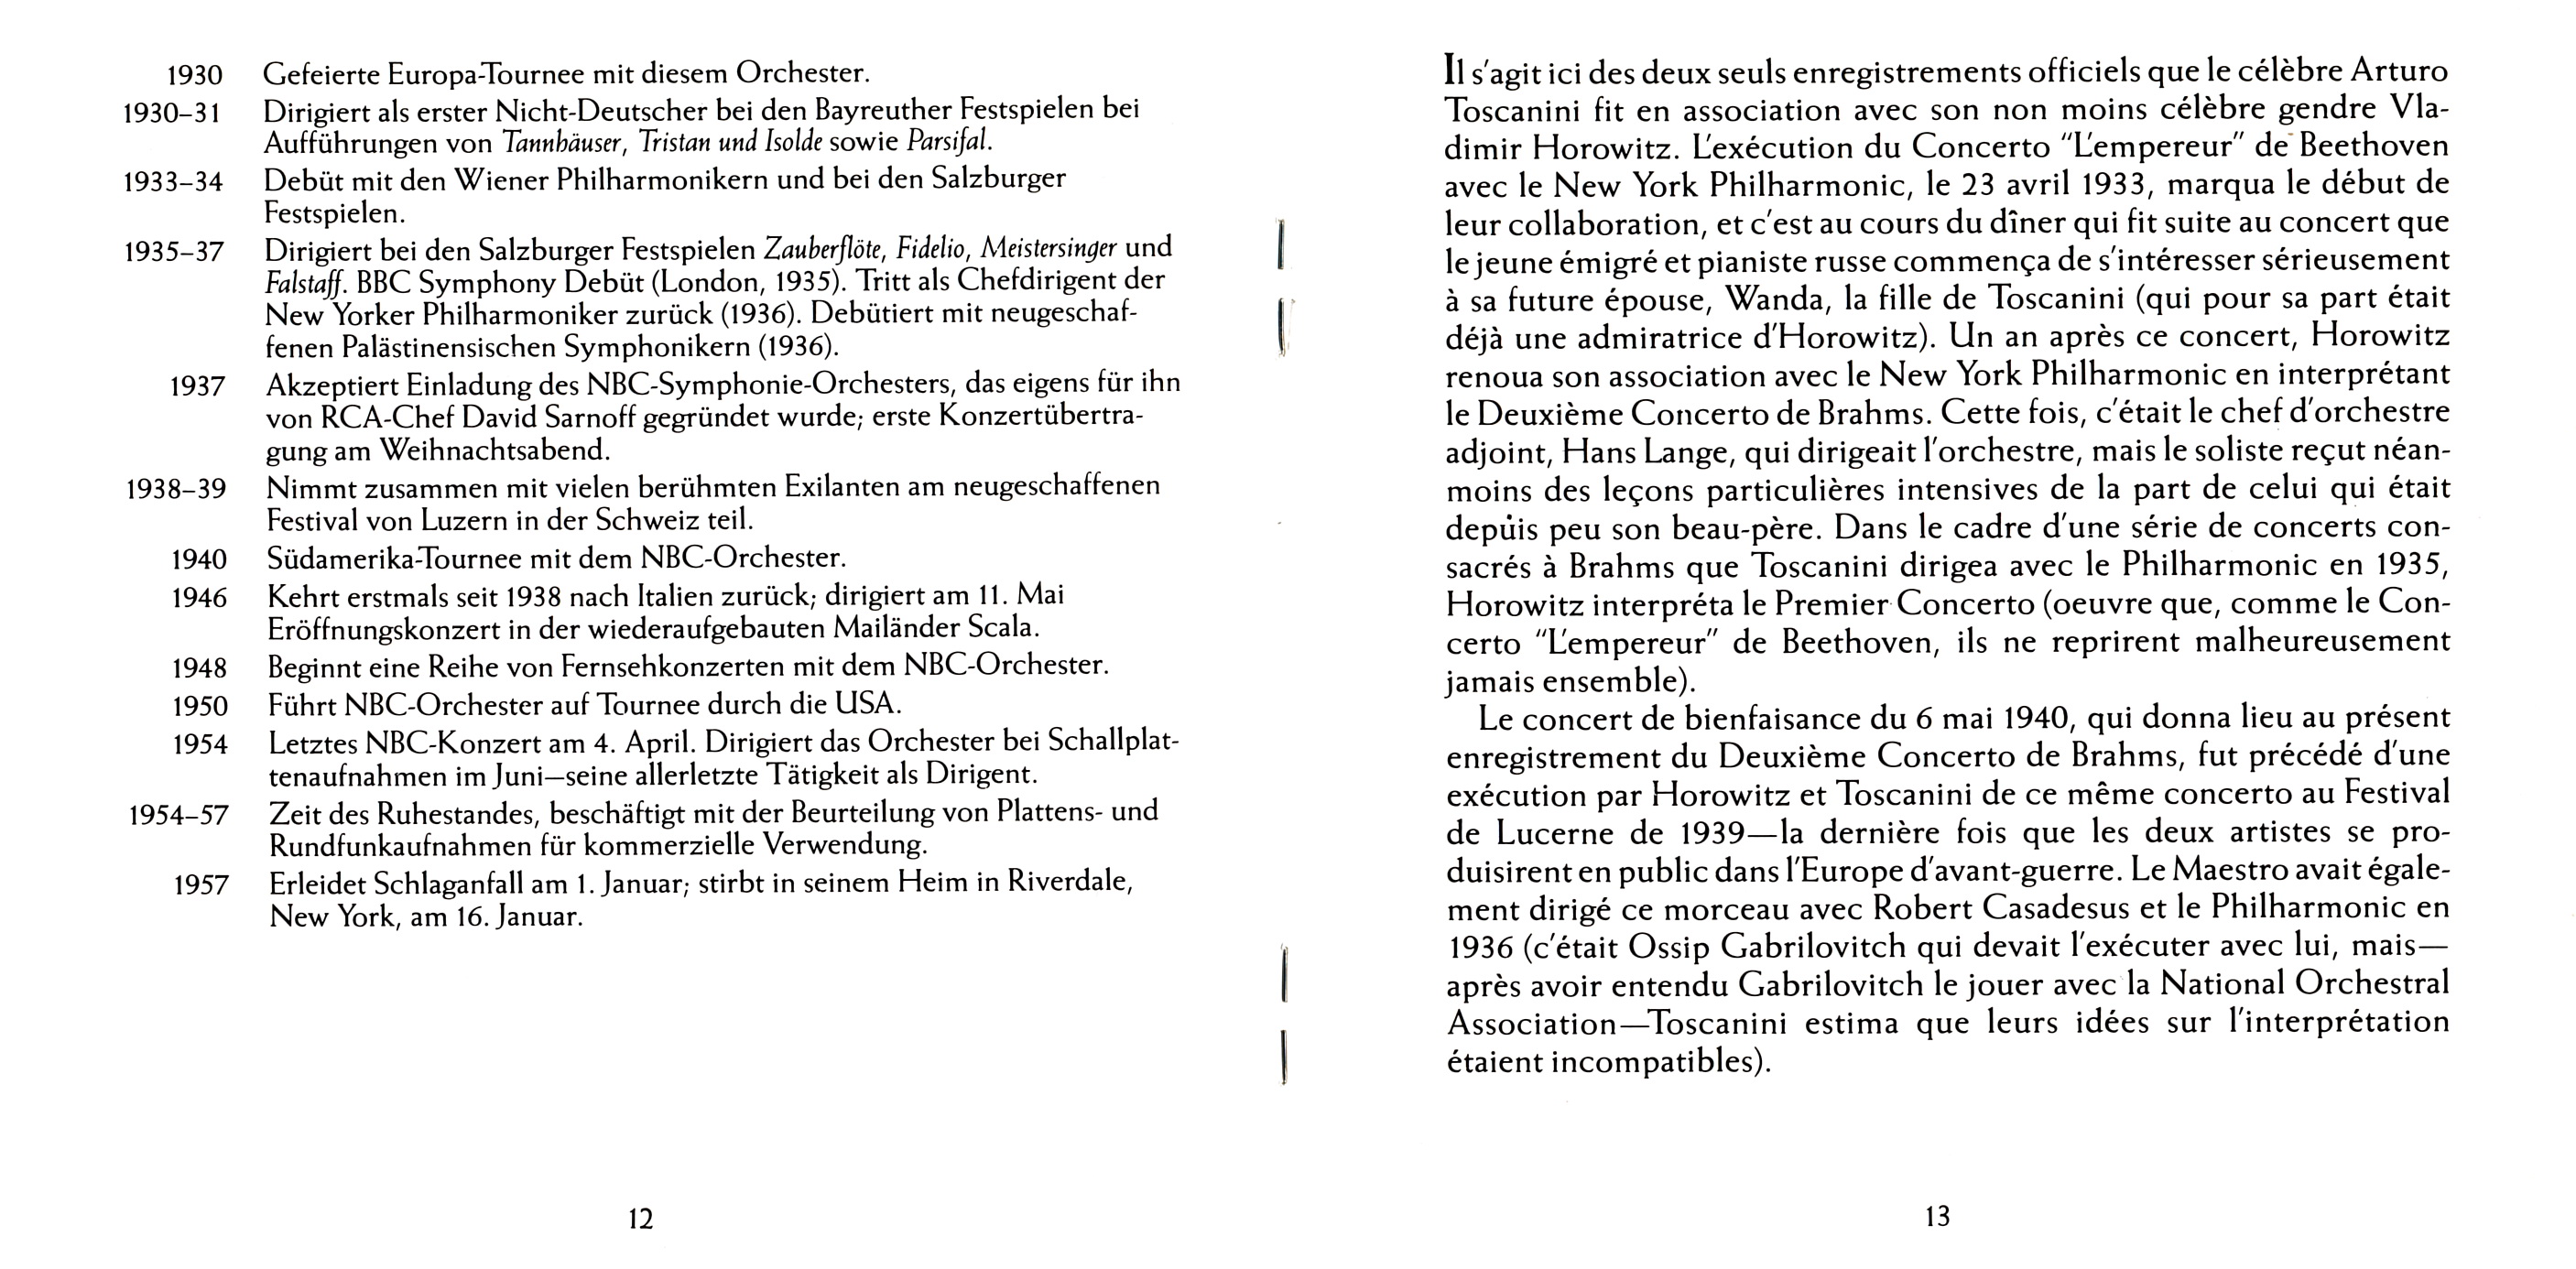 1930 Gefeierte Europa-Tournee mit diesem Orchester.
1930–31 Dirigiert als erster Nicht-Deutscher bei den Bayreuther Festspielen bei
Aufführungen von Tannhäuser, Tristan und Isolde sowie Parsifal.
1933–34 Debüt mit den Wiener Philharmonikern und bei den Salzburger
Festspielen.
1935–37 Dirigiert bei den Salzburger Festspielen Zauberflöte, Fidelio, Meistersinger und
Falstaff. BBC Symphony Debüt (London, 1935). Tritt als Chefdirigent der
New Yorker Philharmoniker zurück (1936). Debütiert mit neugeschaf-
fenen Palästinensischen Symphonikern (1936).
1937 Akzeptiert Einladung des NBC-Symphonie-Orchesters, das eigens für ihn
von RCA-Chef David Sarnoff gegründet wurde; erste Konzertübertra-
gung am Weihnachtsabend.
1938–39 Nimmt zusammen mit vielen berühmten Exilanten am neugeschaffenen
Festival von Luzern in der Schweiz teil.
1940 Südamerika-Tournee mit dem NBC-Orchester.
1946 Kehrt erstmals seit 1938 nach Italien zurück; dirigiert am 11. Mai
Eröffnungskonzert in der wiederaufgebauten Mailänder Scala.
1948 Beginnt eine Reihe von Fernsehkonzerten mit dem NBC-Orchester.
1950 Führt NBC-Orchester auf Tournee durch die USA.
1954 Letztes NBC-Konzert am 4. April. Dirigiert das Orchester bei Schallplat-
tenaufnahmen im Juni—seine allerletzte Tätigkeit als Dirigent.
1954–57 Zeit des Ruhestandes, beschäftigt mit der Beurteilung von Plattens- und
Rundfunkaufnahmen für kommerzielle Verwendung.
1957 Erleidet Schlaganfall am 1. Januar; stirbt in seinem Heim in Riverdale,
New York, am 16. Januar.
12
Il s'agit ici des deux seuls enregistrements officiels que le célèbre Arturo
Toscanini fit en association avec son non moins célèbre gendre Vla-
dimir Horowitz. L'exécution du Concerto "L'empereur" de Beethoven
avec le New York Philharmonic, le 23 avril 1933, marqua le début de
leur collaboration, et c'est au cours du dîner qui fit suite au concert que
le jeune émigré et pianiste russe commença de s'intéresser sérieusement
à sa future épouse, Wanda, la fille de Toscanini (qui pour sa part était
déjà une admiratrice d'Horowitz). Un an après ce concert, Horowitz
renoua son association avec le New York Philharmonic en interprétant
le Deuxième Concerto de Brahms. Cette fois, c'était le chef d'orchestre
adjoint, Hans Lange, qui dirigeait l'orchestre, mais le soliste reçut néan-
moins des leçons particulières intensives de la part de celui qui était
depuis peu son beau-père. Dans le cadre d'une série de concerts con-
sacrés à Brahms que Toscanini dirigea avec le Philharmonic en 1935,
Horowitz interpréta le Premier Concerto (oeuvre que, comme le Con-
certo "L'empereur" de Beethoven, ils ne reprirent malheureusement
jamais ensemble).
Le concert de bienfaisance du 6 mai 1940, qui donna lieu au présent
enregistrement du Deuxième Concerto de Brahms, fut précédé d'une
exécution par Horowitz et Toscanini de ce même concerto au Festival
de Lucerne de 1939—la dernière fois que les deux artistes se pro-
duisirent en public dans l'Europe d'avant-guerre. Le Maestro avait égale-
ment dirigé ce morceau avec Robert Casadesus et le Philharmonic en
1936 (c'était Ossip Gabrilovitch qui devait l'exécuter avec lui, mais—
après avoir entendu Gabrilovitch le jouer avec la National Orchestral
Association—Toscanini estima que leurs idées sur l'interprétation
étaient incompatibles).
13